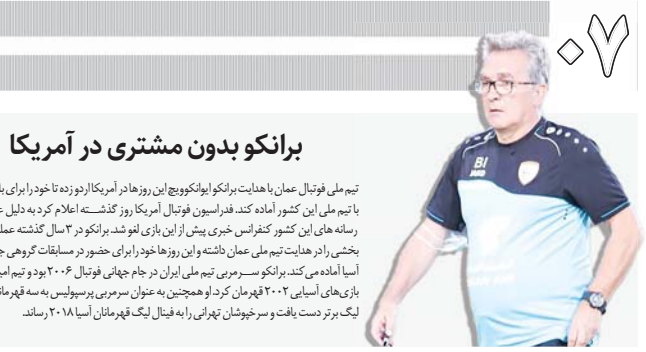 ۰۷
برانکو بدون مشتری در آمریکا
تیم ملی فوتبال عمان با هدایت برانکو ایوانکوویچ این روزها در آمریکا اردو زده تا خود را برای
با تیم ملی این کشور آماده کند. فدراسیون فوتبال آمریکا روز گذشته اعلام کرد به دلیل
رسانه های این کشور کنفرانس خبری پیش از این بازی لغو شد. برانکو در ۳ سال گذشته
بخشی را در هدایت تیم ملی عمان داشته و این روزها خود را برای حضور در مسابقات گروهی
آسیا آماده می‌کند. برانکو سرمربی تیم ملی ایران در جام جهانی فوتبال ۲۰۰۶ بود و تیم
بازی‌های آسیایی ۲۰۰۲ قهرمان کرد. او همچنین به عنوان سرمربی پرسپولیس به سه
لیگ برتر دست یافت و سرخپوشان تهرانی را به فینال لیگ قهرمانان آسیا ۲۰۱۸ رساند.
BI
JAKO